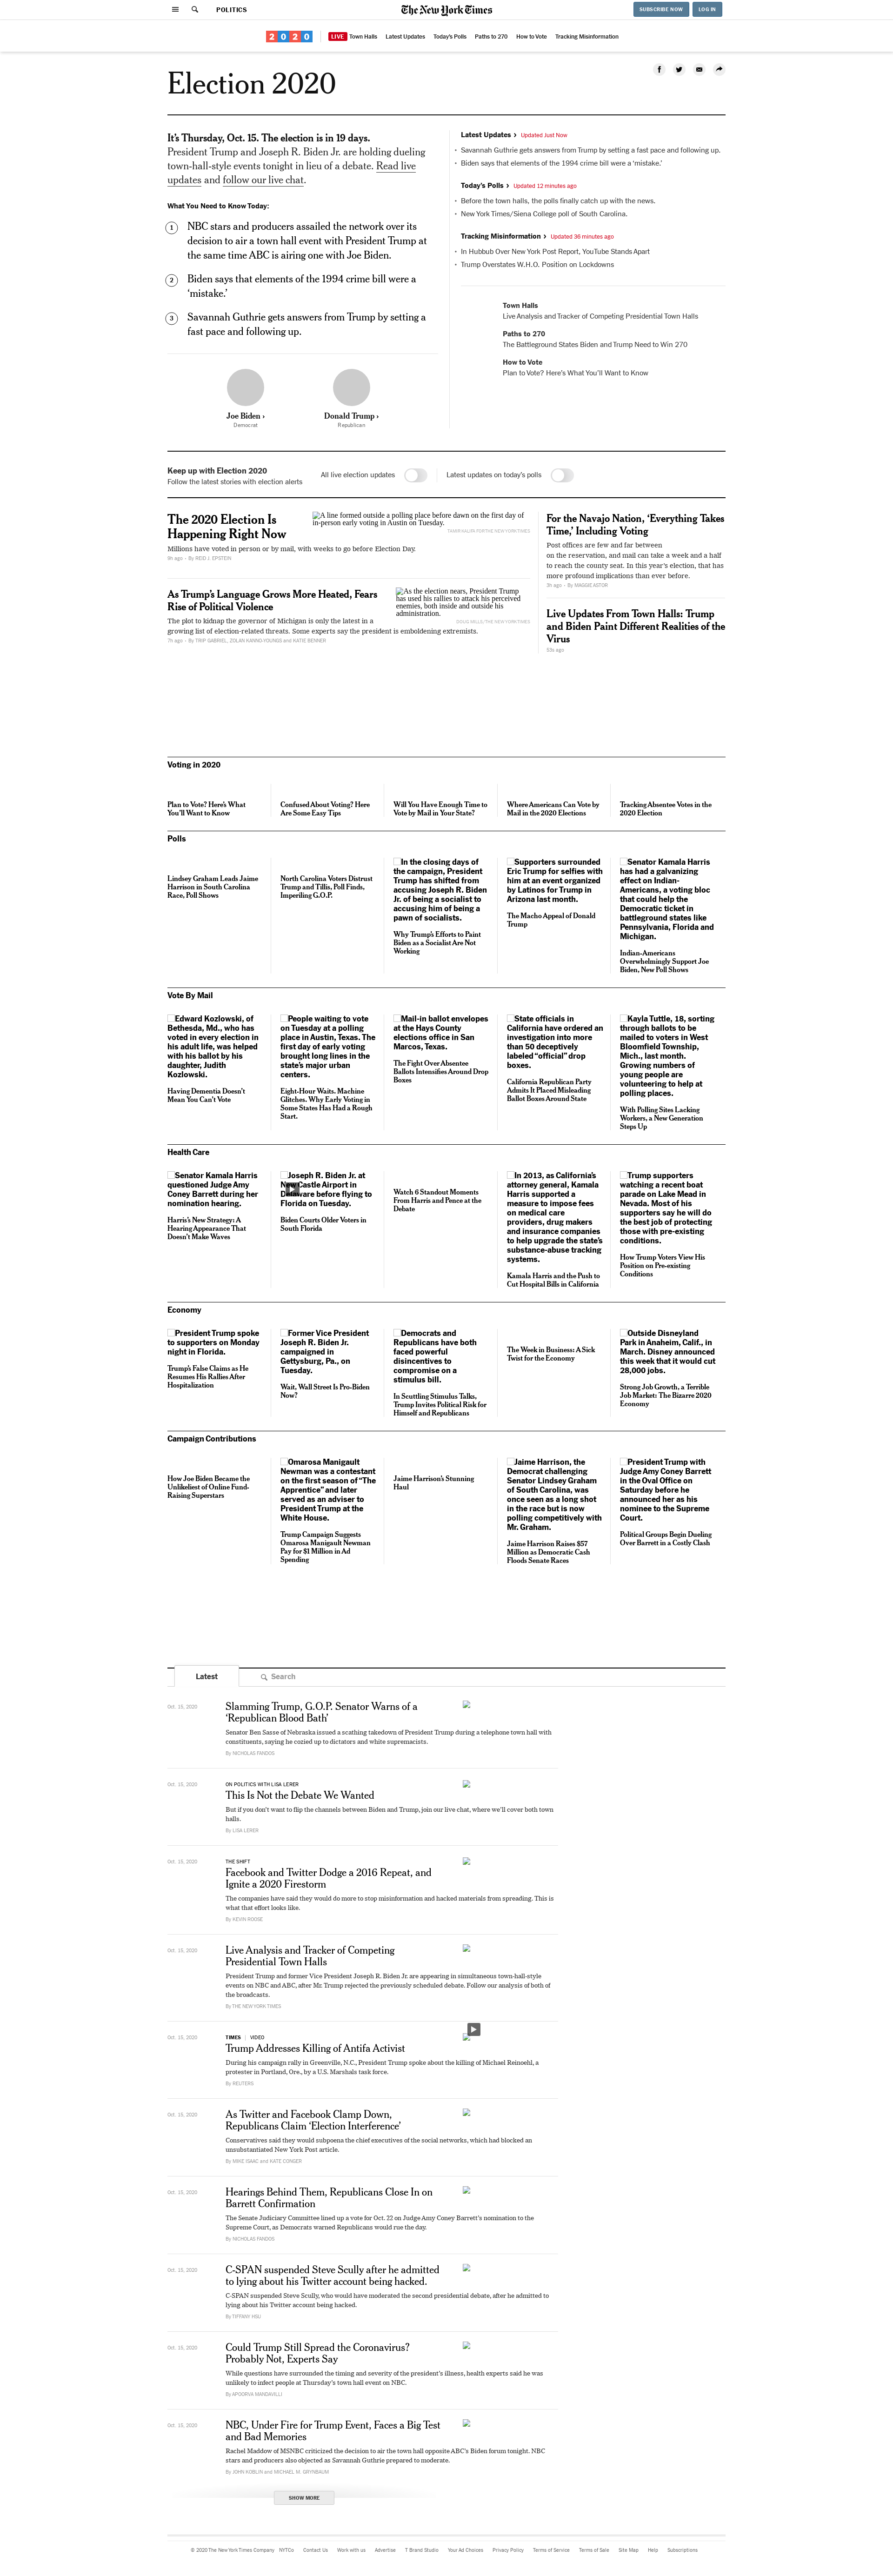 POLITICS
The New York Times
SUBSCRIBE NOW
LOG IN
2020
LIVE Town Halls
Latest Updates
Today's Polls
Paths to 270
How to Vote
Tracking Misinformation
Election 2020
It's Thursday, Oct. 15. The election is in 19 days.
President Trump and Joseph R. Biden Jr. are holding dueling
town-hall-style events tonight in lieu of a debate. Read live
updates and follow our live chat.
What You Need to Know Today:
1
NBC stars and producers assailed the network over its
decision to air a town hall event with President Trump at
the same time ABC is airing one with Joe Biden.
2
Biden says that elements of the 1994 crime bill were a
‘mistake.’
3
Savannah Guthrie gets answers from Trump by setting a
fast pace and following up.
Joe Biden ›
Democrat
Donald Trump ›
Republican
Latest Updates › Updated Just Now
• Savannah Guthrie gets answers from Trump by setting a fast pace and following up.
• Biden says that elements of the 1994 crime bill were a ‘mistake.’
Today's Polls › Updated 12 minutes ago
• Before the town halls, the polls finally catch up with the news.
• New York Times/Siena College poll of South Carolina.
Tracking Misinformation › Updated 36 minutes ago
• In Hubbub Over New York Post Report, YouTube Stands Apart
• Trump Overstates W.H.O. Position on Lockdowns
Town Halls
Live Analysis and Tracker of Competing Presidential Town Halls
Paths to 270
The Battleground States Biden and Trump Need to Win 270
How to Vote
Plan to Vote? Here's What You'll Want to Know
Keep up with Election 2020
Follow the latest stories with election alerts
All live election updates
Latest updates on today's polls
The 2020 Election Is
Happening Right Now
Millions have voted in person or by mail, with weeks to go before Election Day.
9h ago · By REID J. EPSTEIN
A line formed outside a polling place before dawn on the first day of
in-person early voting in Austin on Tuesday.
TAMIR KALIFA FOR THE NEW YORK TIMES
As Trump's Language Grows More Heated, Fears
Rise of Political Violence
The plot to kidnap the governor of Michigan is only the latest in a
growing list of election-related threats. Some experts say the president is emboldening extremists.
7h ago · By TRIP GABRIEL, ZOLAN KANNO-YOUNGS and KATIE BENNER
As the election nears, President Trump
has used his rallies to attack his perceived
enemies, both inside and outside his
administration.
DOUG MILLS/THE NEW YORK TIMES
For the Navajo Nation, ‘Everything Takes
Time,’ Including Voting
Post offices are few and far between
on the reservation, and mail can take a week and a half
to reach the county seat. In this year's election, that has
more profound implications than ever before.
3h ago · By MAGGIE ASTOR
Live Updates From Town Halls: Trump
and Biden Paint Different Realities of the
Virus
53s ago
Voting in 2020
Plan to Vote? Here's What
You'll Want to Know
Confused About Voting? Here
Are Some Easy Tips
Will You Have Enough Time to
Vote by Mail in Your State?
Where Americans Can Vote by
Mail in the 2020 Elections
Tracking Absentee Votes in the
2020 Election
Polls
Lindsey Graham Leads Jaime
Harrison in South Carolina
Race, Poll Shows
North Carolina Voters Distrust
Trump and Tillis, Poll Finds,
Imperiling G.O.P.
In the closing days of
the campaign, President
Trump has shifted from
accusing Joseph R. Biden
Jr. of being a socialist to
accusing him of being a
pawn of socialists.
Why Trump's Efforts to Paint
Biden as a Socialist Are Not
Working
Supporters surrounded
Eric Trump for selfies with
him at an event organized
by Latinos for Trump in
Arizona last month.
The Macho Appeal of Donald
Trump
Senator Kamala Harris
has had a galvanizing
effect on Indian-
Americans, a voting bloc
that could help the
Democratic ticket in
battleground states like
Pennsylvania, Florida and
Michigan.
Indian-Americans
Overwhelmingly Support Joe
Biden, New Poll Shows
Vote By Mail
Edward Kozlowski, of
Bethesda, Md., who has
voted in every election in
his adult life, was helped
with his ballot by his
daughter, Judith
Kozlowski.
Having Dementia Doesn't
Mean You Can't Vote
People waiting to vote
on Tuesday at a polling
place in Austin, Texas. The
first day of early voting
brought long lines in the
state's major urban
centers.
Eight-Hour Waits. Machine
Glitches. Why Early Voting in
Some States Has Had a Rough
Start.
Mail-in ballot envelopes
at the Hays County
elections office in San
Marcos, Texas.
The Fight Over Absentee
Ballots Intensifies Around Drop
Boxes
State officials in
California have ordered an
investigation into more
than 50 deceptively
labeled “official” drop
boxes.
California Republican Party
Admits It Placed Misleading
Ballot Boxes Around State
Kayla Tuttle, 18, sorting
through ballots to be
mailed to voters in West
Bloomfield Township,
Mich., last month.
Growing numbers of
young people are
volunteering to help at
polling places.
With Polling Sites Lacking
Workers, a New Generation
Steps Up
Health Care
Senator Kamala Harris
questioned Judge Amy
Coney Barrett during her
nomination hearing.
Harris's New Strategy: A
Hearing Appearance That
Doesn't Make Waves
Joseph R. Biden Jr. at
New Castle Airport in
Delaware before flying to
Florida on Tuesday.
Biden Courts Older Voters in
South Florida
Watch 6 Standout Moments
From Harris and Pence at the
Debate
In 2013, as California's
attorney general, Kamala
Harris supported a
measure to impose fees
on medical care
providers, drug makers
and insurance companies
to help upgrade the state's
substance-abuse tracking
systems.
Kamala Harris and the Push to
Cut Hospital Bills in California
Trump supporters
watching a recent boat
parade on Lake Mead in
Nevada. Most of his
supporters say he will do
the best job of protecting
those with pre-existing
conditions.
How Trump Voters View His
Position on Pre-existing
Conditions
Economy
President Trump spoke
to supporters on Monday
night in Florida.
Trump's False Claims as He
Resumes His Rallies After
Hospitalization
Former Vice President
Joseph R. Biden Jr.
campaigned in
Gettysburg, Pa., on
Tuesday.
Wait, Wall Street Is Pro-Biden
Now?
Democrats and
Republicans have both
faced powerful
disincentives to
compromise on a
stimulus bill.
In Scuttling Stimulus Talks,
Trump Invites Political Risk for
Himself and Republicans
The Week in Business: A Sick
Twist for the Economy
Outside Disneyland
Park in Anaheim, Calif., in
March. Disney announced
this week that it will cut
28,000 jobs.
Strong Job Growth, a Terrible
Job Market: The Bizarre 2020
Economy
Campaign Contributions
How Joe Biden Became the
Unlikeliest of Online Fund-
Raising Superstars
Omarosa Manigault
Newman was a contestant
on the first season of “The
Apprentice” and later
served as an adviser to
President Trump at the
White House.
Trump Campaign Suggests
Omarosa Manigault Newman
Pay for $1 Million in Ad
Spending
Jaime Harrison's Stunning
Haul
Jaime Harrison, the
Democrat challenging
Senator Lindsey Graham
of South Carolina, was
once seen as a long shot
in the race but is now
polling competitively with
Mr. Graham.
Jaime Harrison Raises $57
Million as Democratic Cash
Floods Senate Races
President Trump with
Judge Amy Coney Barrett
in the Oval Office on
Saturday before he
announced her as his
nominee to the Supreme
Court.
Political Groups Begin Dueling
Over Barrett in a Costly Clash
Latest
Search
Oct. 15, 2020
Slamming Trump, G.O.P. Senator Warns of a
‘Republican Blood Bath’
Senator Ben Sasse of Nebraska issued a scathing takedown of President Trump during a telephone town hall with
constituents, saying he cozied up to dictators and white supremacists.
By NICHOLAS FANDOS
Oct. 15, 2020
ON POLITICS WITH LISA LERER
This Is Not the Debate We Wanted
But if you don't want to flip the channels between Biden and Trump, join our live chat, where we'll cover both town
halls.
By LISA LERER
Oct. 15, 2020
THE SHIFT
Facebook and Twitter Dodge a 2016 Repeat, and
Ignite a 2020 Firestorm
The companies have said they would do more to stop misinformation and hacked materials from spreading. This is
what that effort looks like.
By KEVIN ROOSE
Oct. 15, 2020
Live Analysis and Tracker of Competing
Presidential Town Halls
President Trump and former Vice President Joseph R. Biden Jr. are appearing in simultaneous town-hall-style
events on NBC and ABC, after Mr. Trump rejected the previously scheduled debate. Follow our analysis of both of
the broadcasts.
By THE NEW YORK TIMES
Oct. 15, 2020
TIMES | VIDEO
Trump Addresses Killing of Antifa Activist
During his campaign rally in Greenville, N.C., President Trump spoke about the killing of Michael Reinoehl, a
protester in Portland, Ore., by a U.S. Marshals task force.
By REUTERS
Oct. 15, 2020
As Twitter and Facebook Clamp Down,
Republicans Claim ‘Election Interference’
Conservatives said they would subpoena the chief executives of the social networks, which had blocked an
unsubstantiated New York Post article.
By MIKE ISAAC and KATE CONGER
Oct. 15, 2020
Hearings Behind Them, Republicans Close In on
Barrett Confirmation
The Senate Judiciary Committee lined up a vote for Oct. 22 on Judge Amy Coney Barrett's nomination to the
Supreme Court, as Democrats warned Republicans would rue the day.
By NICHOLAS FANDOS
Oct. 15, 2020
C-SPAN suspended Steve Scully after he admitted
to lying about his Twitter account being hacked.
C-SPAN suspended Steve Scully, who would have moderated the second presidential debate, after he admitted to
lying about his Twitter account being hacked.
By TIFFANY HSU
Oct. 15, 2020
Could Trump Still Spread the Coronavirus?
Probably Not, Experts Say
While questions have surrounded the timing and severity of the president's illness, health experts said he was
unlikely to infect people at Thursday's town hall event on NBC.
By APOORVA MANDAVILLI
Oct. 15, 2020
NBC, Under Fire for Trump Event, Faces a Big Test
and Bad Memories
Rachel Maddow of MSNBC criticized the decision to air the town hall opposite ABC's Biden forum tonight. NBC
stars and producers also objected as Savannah Guthrie prepared to moderate.
By JOHN KOBLIN and MICHAEL M. GRYNBAUM
SHOW MORE
© 2020 The New York Times Company
NYTCo
Contact Us
Work with us
Advertise
T Brand Studio
Your Ad Choices
Privacy Policy
Terms of Service
Terms of Sale
Site Map
Help
Subscriptions